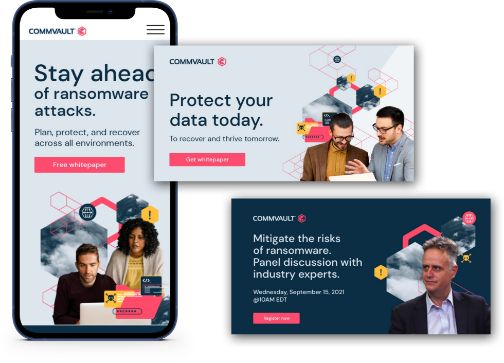 COMMVAULT
Stay ahead
of ransomware
attacks.
Plan, protect, and recover
across all environments.
Free whitepaper
COMMVAULT
Protect your
data today.
To recover and thrive tomorrow.
Get whitepaper
COMMVAULT
Mitigate the risks
of ransomware.
Panel discussion with
industry experts.
Wednesday, September 15, 2021
@10AM EDT
Register now